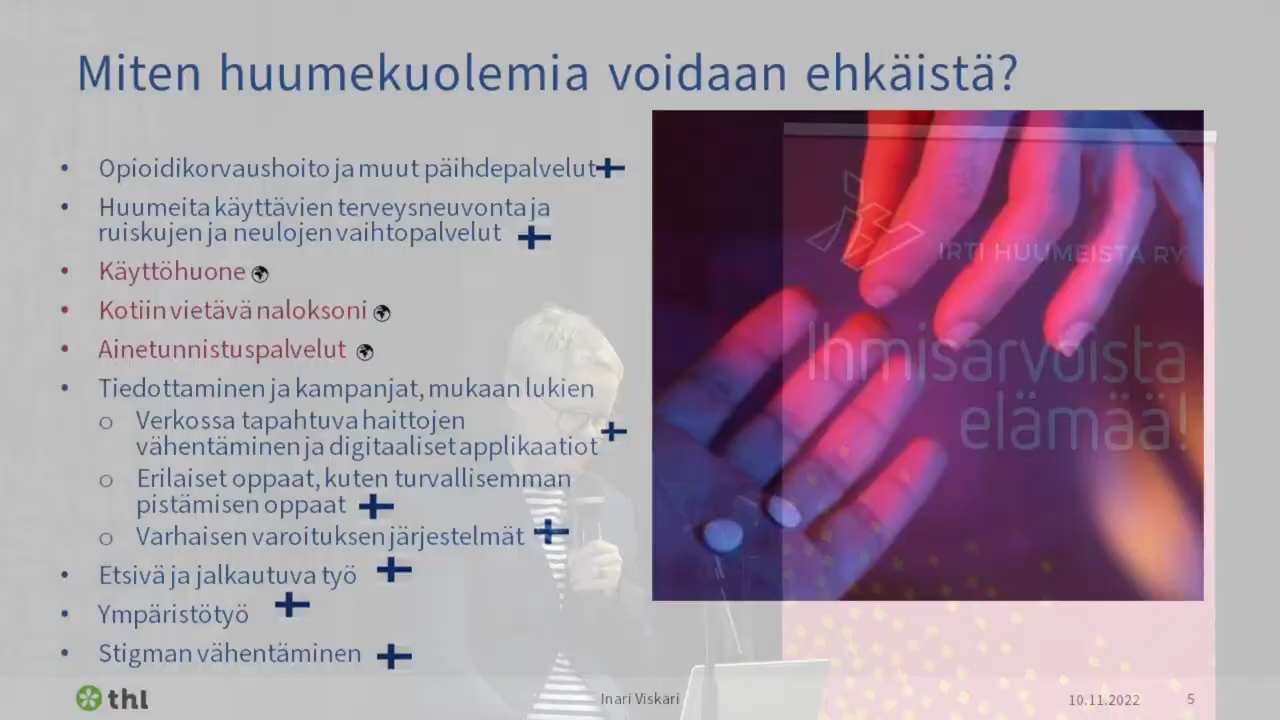 Miten huumekuolemia voidaan ehkäistä?
• Opioidikorvaushoito ja muut päihdepalvelut
• Huumeita käyttävien terveysneuvonta ja
ruiskujen ja neulojen vaihtopalvelut
• Käyttöhuone
• Kotiin vietävä naloksoni
• Ainetunnistuspalvelut
• Tiedottaminen ja kampanjat, mukaan lukien
o Verkossa tapahtuva haittojen
vähentäminen ja digitaaliset applikaatiot
o Erilaiset oppaat, kuten turvallisemman
pistämisen oppaat
o Varhaisen varoituksen järjestelmät
• Etsivä ja jalkautuva työ
• Ympäristötyö
• Stigman vähentäminen
IRTI HUUMEISTA RY
Ihmisarvoista
elämää!
thl
Inari Viskari
10.11.2022
5